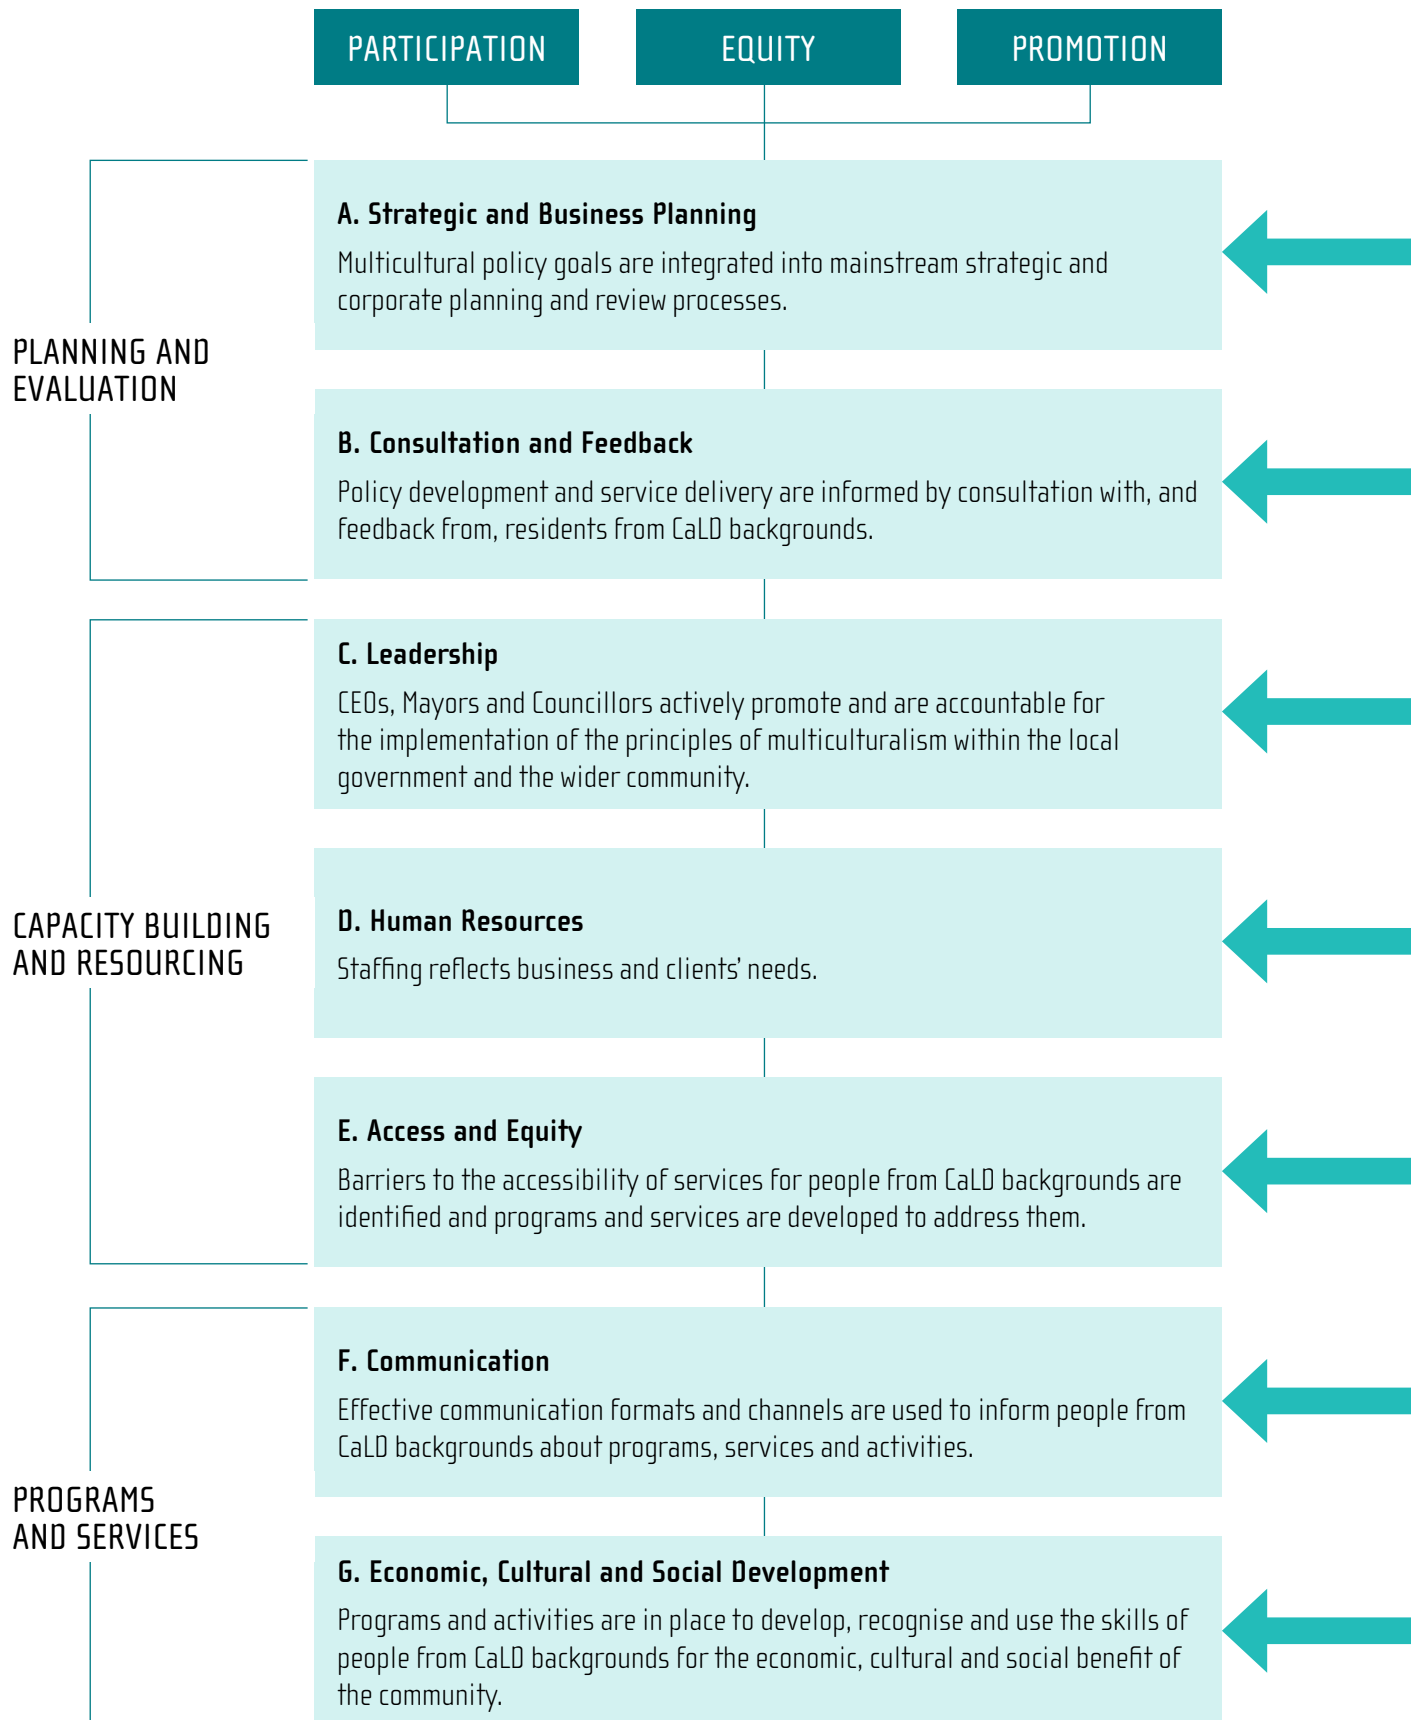 PARTICIPATION
EQUITY
PROMOTION
PLANNING AND
EVALUATION
A. Strategic and Business Planning
Multicultural policy goals are integrated into mainstream strategic and
corporate planning and review processes.
B. Consultation and Feedback
Policy development and service delivery are informed by consultation with, and
feedback from, residents from CaLD backgrounds.
CAPACITY BUILDING
AND RESOURCING
C. Leadership
CEOs, Mayors and Councillors actively promote and are accountable for
the implementation of the principles of multiculturalism within the local
government and the wider community.
D. Human Resources
Staffing reflects business and clients’ needs.
E. Access and Equity
Barriers to the accessibility of services for people from CaLD backgrounds are
identified and programs and services are developed to address them.
PROGRAMS
AND SERVICES
F. Communication
Effective communication formats and channels are used to inform people from
CaLD backgrounds about programs, services and activities.
G. Economic, Cultural and Social Development
Programs and activities are in place to develop, recognise and use the skills of
people from CaLD backgrounds for the economic, cultural and social benefit of
the community.